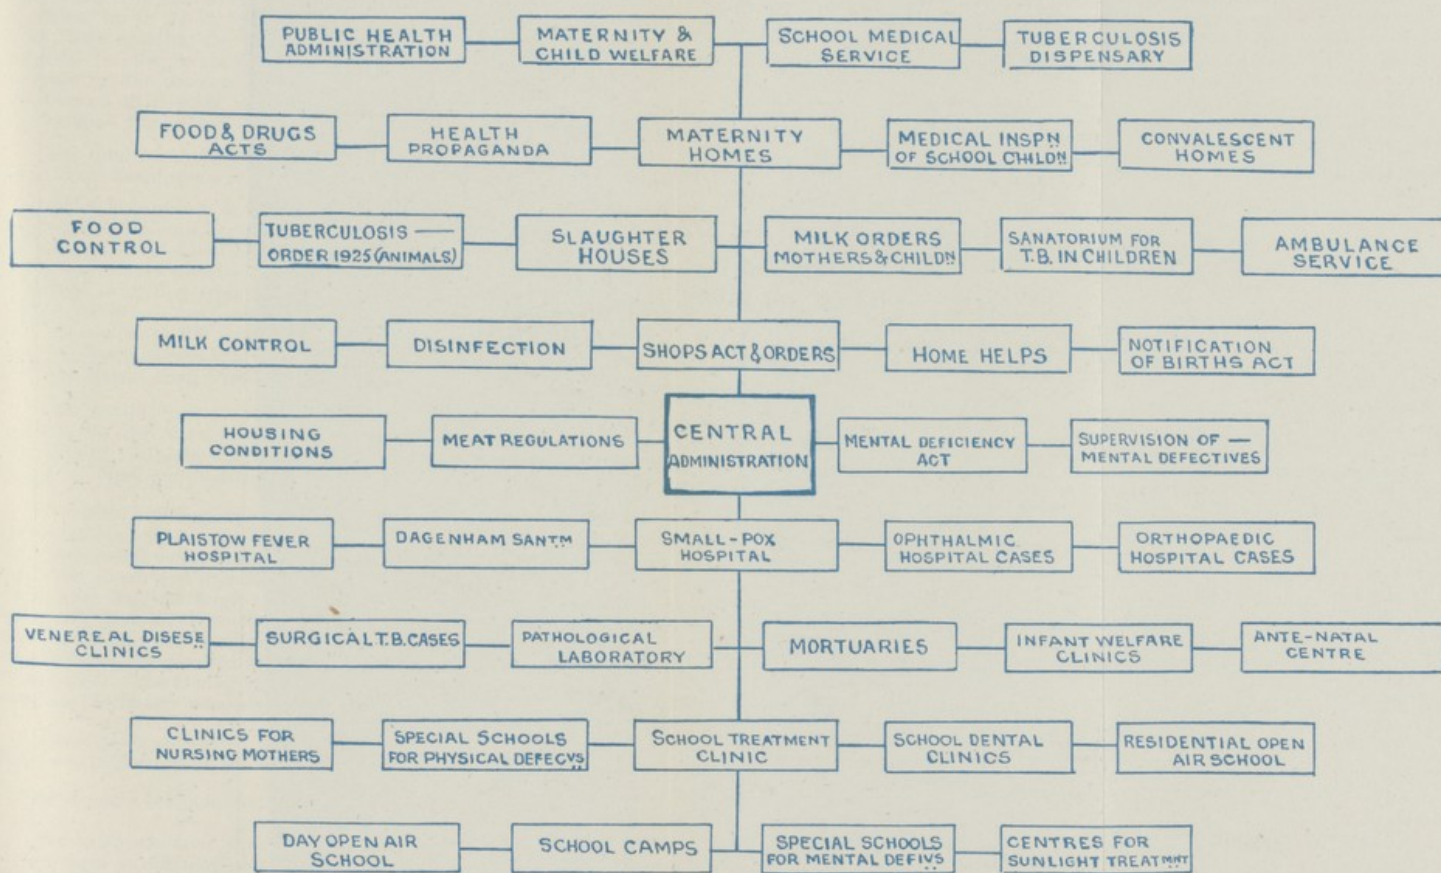 PUBLIC HEALTH
ADMINISTRATION
MATERNITY &
CHILD WELFARE
SCHOOL MEDICAL
SERVICE
TUBERCULOSIS
DISPENSARY
FOOD & DRUGS
ACTS
HEALTH
PROPAGANDA
MATERNITY
HOMES
MEDICAL INSPN
OF SCHOOL CHILDN
CONVALESCENT
HOMES
FOOD
CONTROL
TUBERCULOSIS —
ORDER 1925 (ANIMALS)
SLAUGHTER
HOUSES
MILK ORDERS
MOTHERS & CHILDN
SANATORIUM FOR
T.B. IN CHILDREN
AMBULANCE
SERVICE
MILK CONTROL
DISINFECTION
SHOPS ACT & ORDERS
HOME HELPS
NOTIFICATION
OF BIRTHS ACT
HOUSING
CONDITIONS
MEAT REGULATIONS
CENTRAL
ADMINISTRATION
MENTAL DEFICIENCY
ACT
SUPERVISION OF —
MENTAL DEFECTIVES
PLAISTOW FEVER
HOSPITAL
DAGENHAM SANTM
SMALL-POX
HOSPITAL
OPHTHALMIC
HOSPITAL CASES
ORTHOPAEDIC
HOSPITAL CASES
VENEREAL DISESE
CLINICS
SURGICAL T.B. CASES
PATHOLOGICAL
LABORATORY
MORTUARIES
INFANT WELFARE
CLINICS
ANTE-NATAL
CENTRE
CLINICS FOR
NURSING MOTHERS
SPECIAL SCHOOLS
FOR PHYSICAL DEFECVS
SCHOOL TREATMENT
CLINIC
SCHOOL DENTAL
CLINICS
RESIDENTIAL OPEN
AIR SCHOOL
DAY OPEN AIR
SCHOOL
SCHOOL CAMPS
SPECIAL SCHOOLS
FOR MENTAL DEFIVS
CENTRES FOR
SUNLIGHT TREATMNT